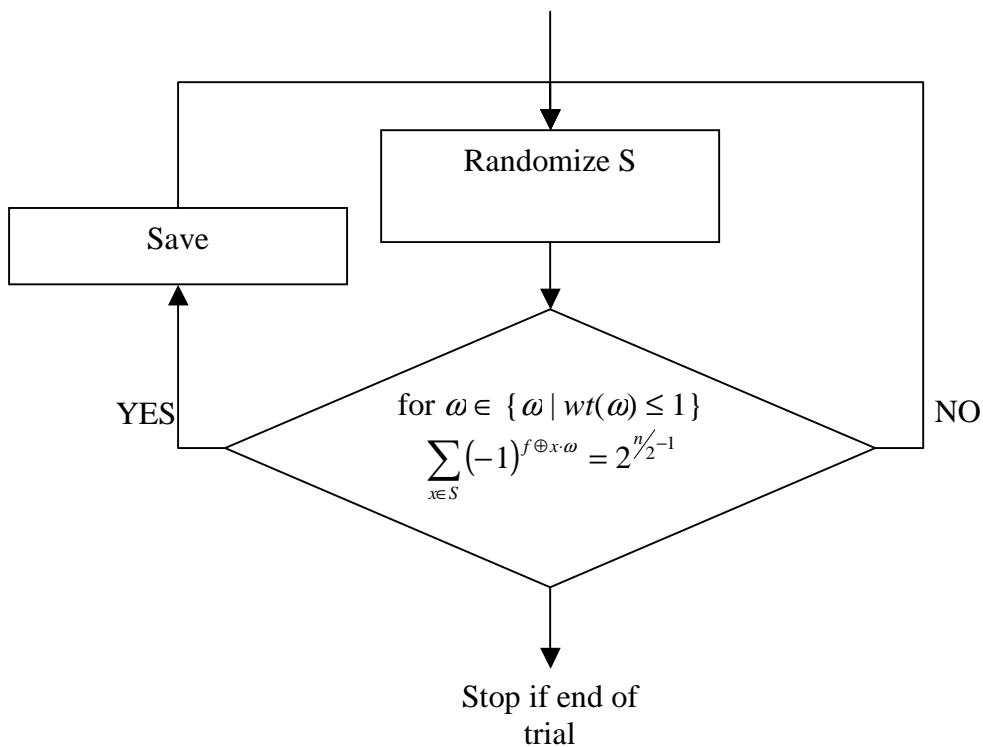 Randomize S
Save
YES
for ω ∈ {ω | wt(ω) ≤ 1}
NO
∑_{x∈S} (−1)^{f⊕x·ω} = 2^{n/2−1}
Stop if end of
trial